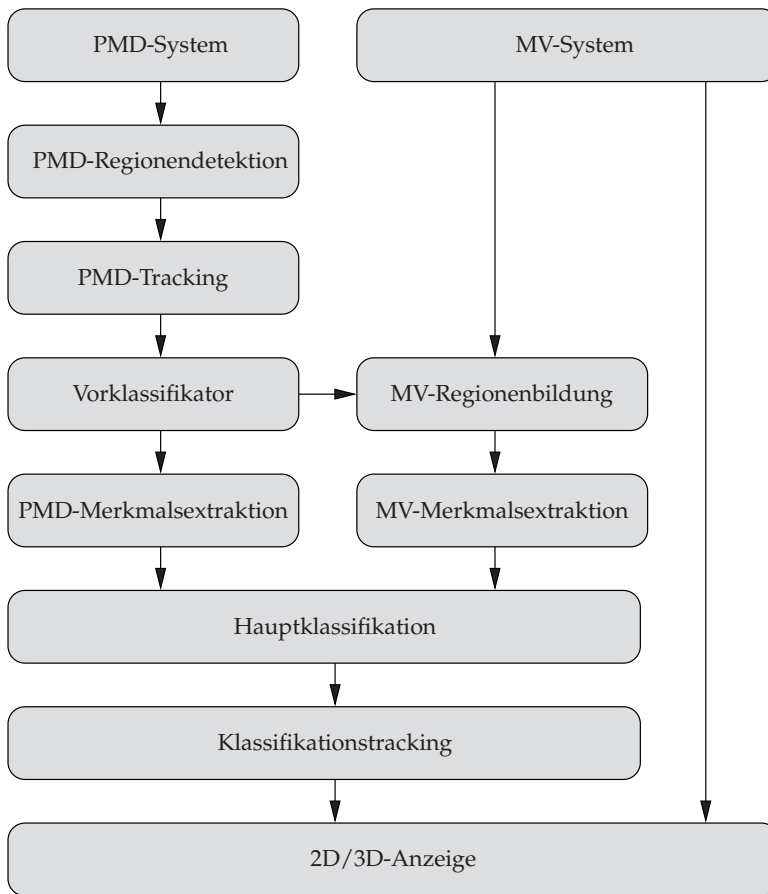 PMD-System
MV-System
PMD-Regionendetektion
PMD-Tracking
Vorklassifikator
MV-Regionenbildung
PMD-Merkmalsextraktion
MV-Merkmalsextraktion
Hauptklassifikation
Klassifikationstracking
2D/3D-Anzeige